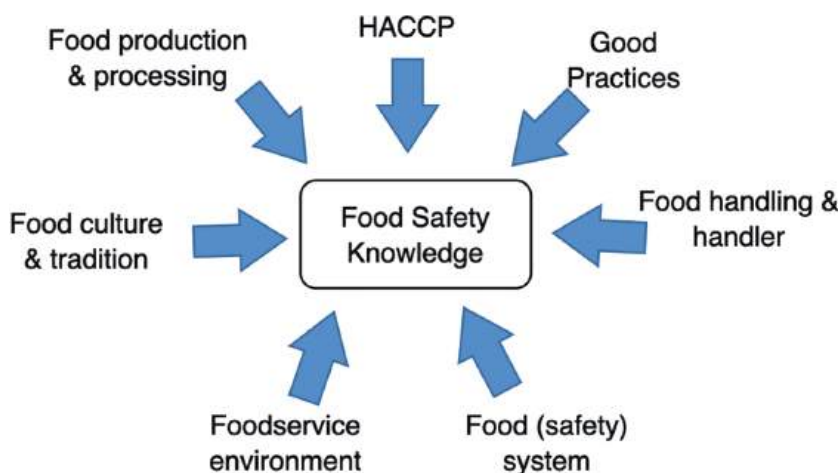 HACCP
Food production
& processing
Good
Practices
Food culture
& tradition
Food Safety
Knowledge
Food handling &
handler
Foodservice
environment
Food (safety)
system